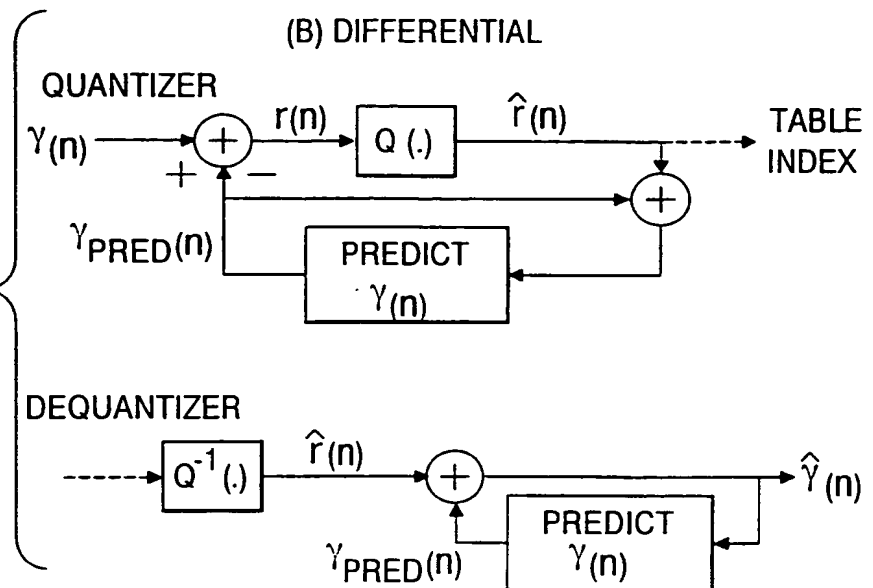 (B) DIFFERENTIAL
QUANTIZER
γ(n)
+
r(n)
Q (.)
r̂(n)
TABLE
INDEX
+ −
+
γPRED(n)
PREDICT
γ(n)
DEQUANTIZER
Q⁻¹(.)
r̂(n)
+
γ̂(n)
γPRED(n)
PREDICT
γ(n)